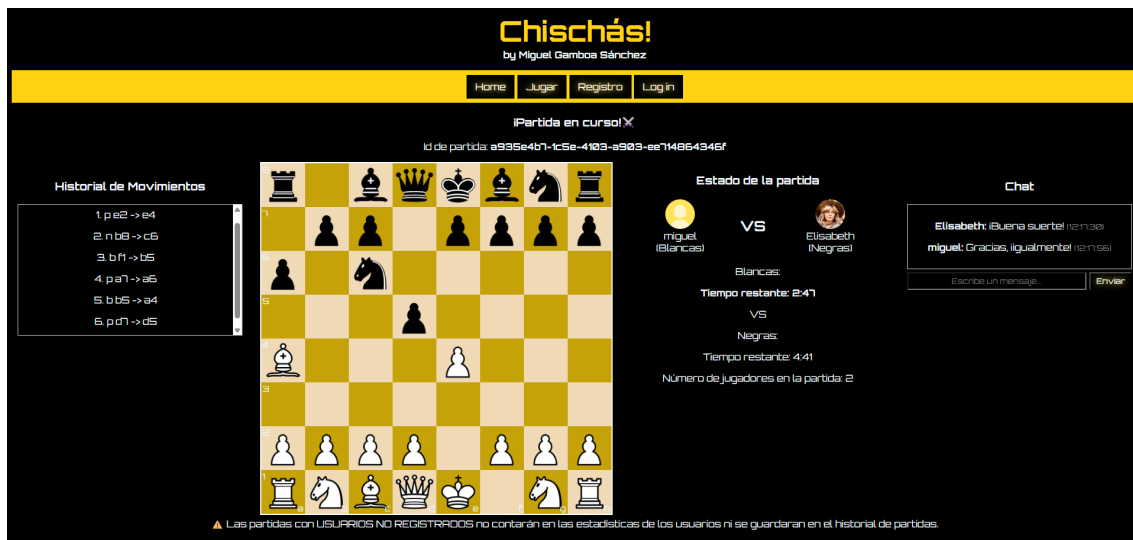 Chischás!
by Miguel Gamboa Sánchez
Home Jugar Registro Log in
¡Partida en curso!⚔️
Id de partida: a935e4b7-1c5e-4103-a903-ee714864346f
Historial de Movimientos
1. p e2 -> e4
2. n b8 -> c6
3. b f1 -> b5
4. p a7 -> a6
5. b b5 -> a4
6. p d7 -> d5
7
5
3
1
Estado de la partida
miguel
(Blancas)
VS
Elisabeth
(Negras)
Blancas:
Tiempo restante: 2:47
VS
Negras:
Tiempo restante: 4:41
Número de jugadores en la partida: 2
Chat
Elisabeth: ¡Buena suerte! (12:17:30)
miguel: Gracias, ¡igualmente! (12:17:56)
Escribe un mensaje...
Enviar
⚠️ Las partidas con USUARIOS NO REGISTRADOS no contarán en las estadísticas de los usuarios ni se guardaran en el historial de partidas.